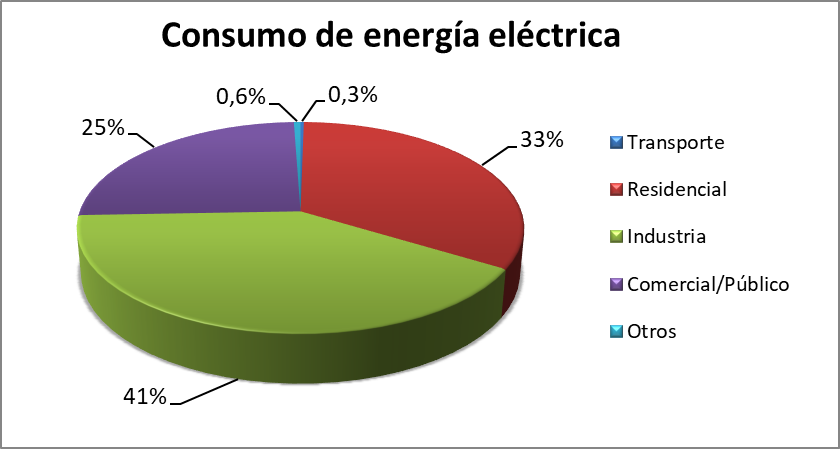 Consumo de energía eléctrica
0,6%
0,3%
25%
33%
41%
Transporte
Residencial
Industria
Comercial/Público
Otros